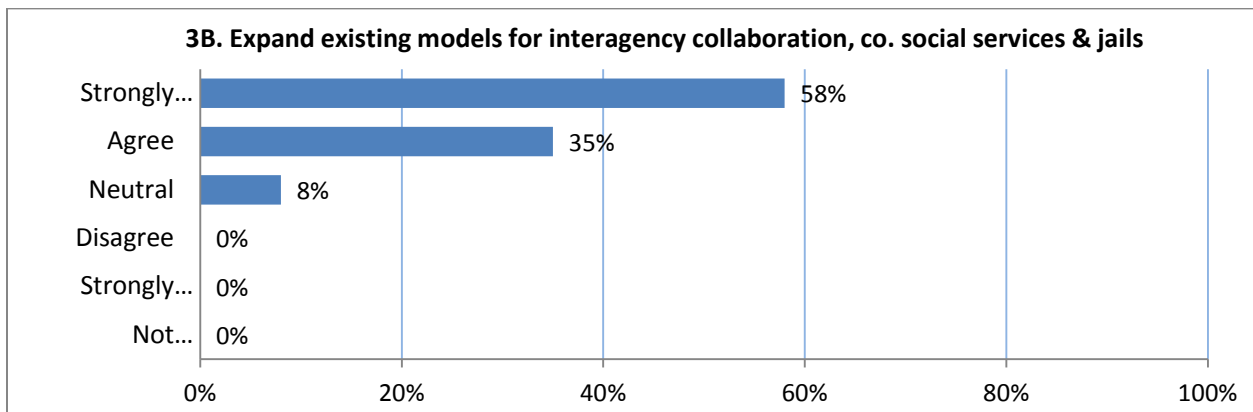 3B. Expand existing models for interagency collaboration, co. social services & jails
Strongly... 58%
Agree 35%
Neutral 8%
Disagree 0%
Strongly... 0%
Not... 0%
0% 20% 40% 60% 80% 100%